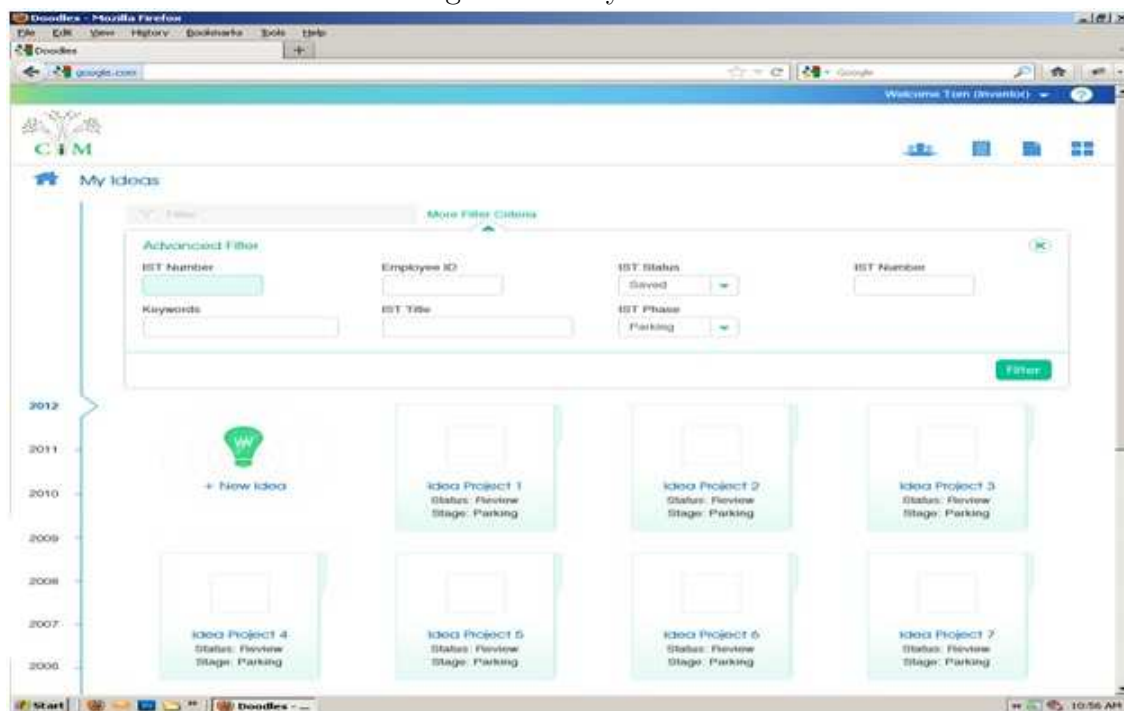 Doodles - Mozilla Firefox
File Edit View History Bookmarks Tools Help
Doodles +
google.com Google
Welcome Tom (Inventor) ?
CiM
My Ideas
Filter More Filter Criteria
Advanced Filter
IST Number Employee ID IST Status IST Number
Saved
Keywords IST Title IST Phase
Parking
Filter
2012
2011
+ New Idea Idea Project 1 Idea Project 2 Idea Project 3
2010 Status: Review Status: Review Status: Review
Stage: Parking Stage: Parking Stage: Parking
2009
2008
2007
Idea Project 4 Idea Project 5 Idea Project 6 Idea Project 7
Status: Review Status: Review Status: Review Status: Review
2006 Stage: Parking Stage: Parking Stage: Parking Stage: Parking
Start Doodles - ... 10:56 AM